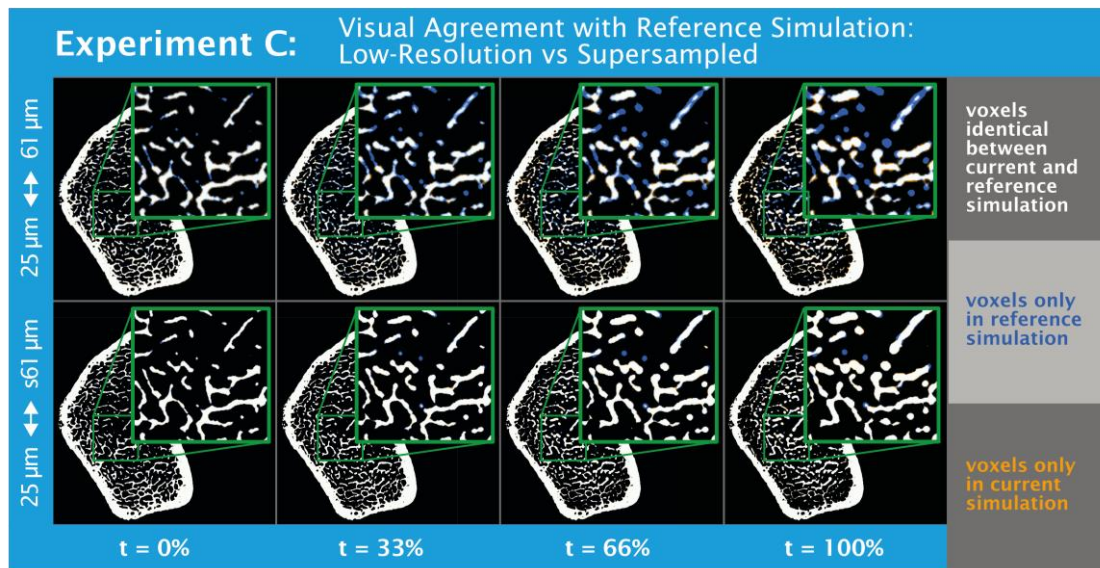 Experiment C:
Visual Agreement with Reference Simulation:
Low-Resolution vs Supersampled
25 µm ↔ 61 µm
25 µm ↔ s61 µm
voxels
identical
between
current and
reference
simulation
voxels only
in reference
simulation
voxels only
in current
simulation
t = 0%
t = 33%
t = 66%
t = 100%